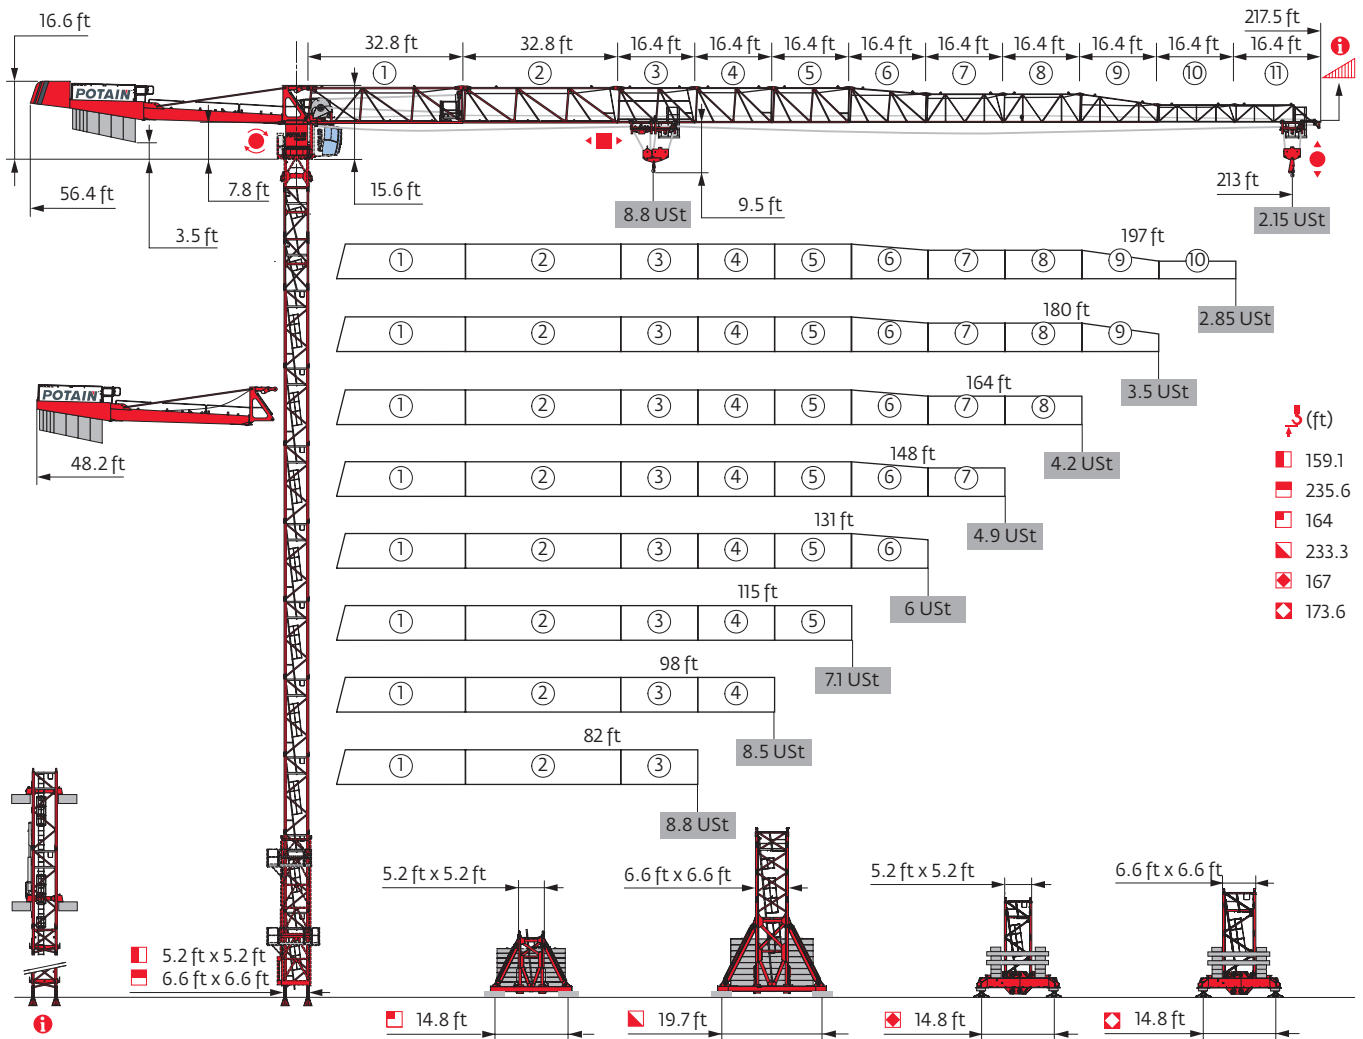 16.6 ft
217.5 ft
32.8 ft
32.8 ft
16.4 ft
16.4 ft
16.4 ft
16.4 ft
16.4 ft
16.4 ft
16.4 ft
16.4 ft
16.4 ft
i
1
2
3
4
5
6
7
8
9
10
11
POTAIN
56.4 ft
3.5 ft
7.8 ft
15.6 ft
8.8 USt
9.5 ft
213 ft
2.15 USt
197 ft
1
2
3
4
5
6
7
8
9
10
2.85 USt
180 ft
1
2
3
4
5
6
7
8
9
3.5 USt
POTAIN
48.2 ft
164 ft
1
2
3
4
5
6
7
8
4.2 USt
148 ft
1
2
3
4
5
6
7
4.9 USt
131 ft
1
2
3
4
5
6
6 USt
115 ft
1
2
3
4
5
7.1 USt
98 ft
1
2
3
4
8.5 USt
82 ft
1
2
3
8.8 USt
(ft)
159.1
235.6
164
233.3
167
173.6
5.2 ft x 5.2 ft
6.6 ft x 6.6 ft
5.2 ft x 5.2 ft
6.6 ft x 6.6 ft
5.2 ft x 5.2 ft
6.6 ft x 6.6 ft
i
14.8 ft
19.7 ft
14.8 ft
14.8 ft